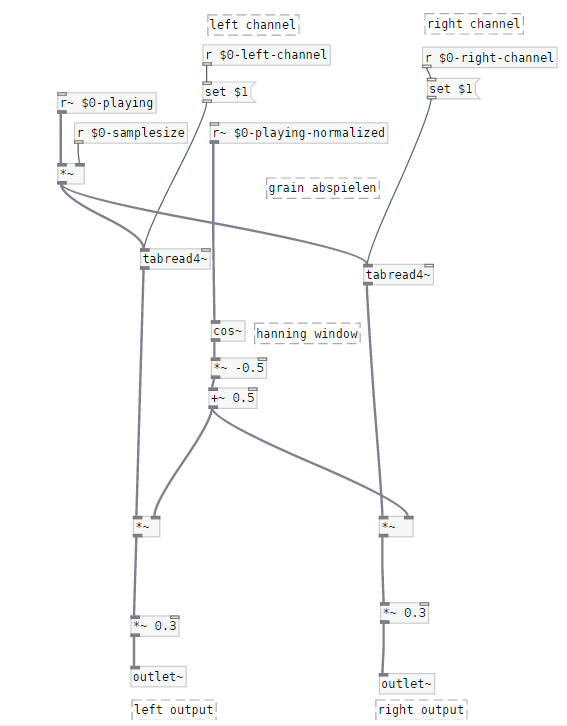 left channel
right channel
r $0-left-channel
r $0-right-channel
set $1
set $1
r~ $0-playing
r $0-samplesize
r~ $0-playing-normalized
*~
grain abspielen
tabread4~
tabread4~
cos~
hanning window
*~ -0.5
+~ 0.5
*~
*~
*~ 0.3
*~ 0.3
outlet~
outlet~
left output
right output